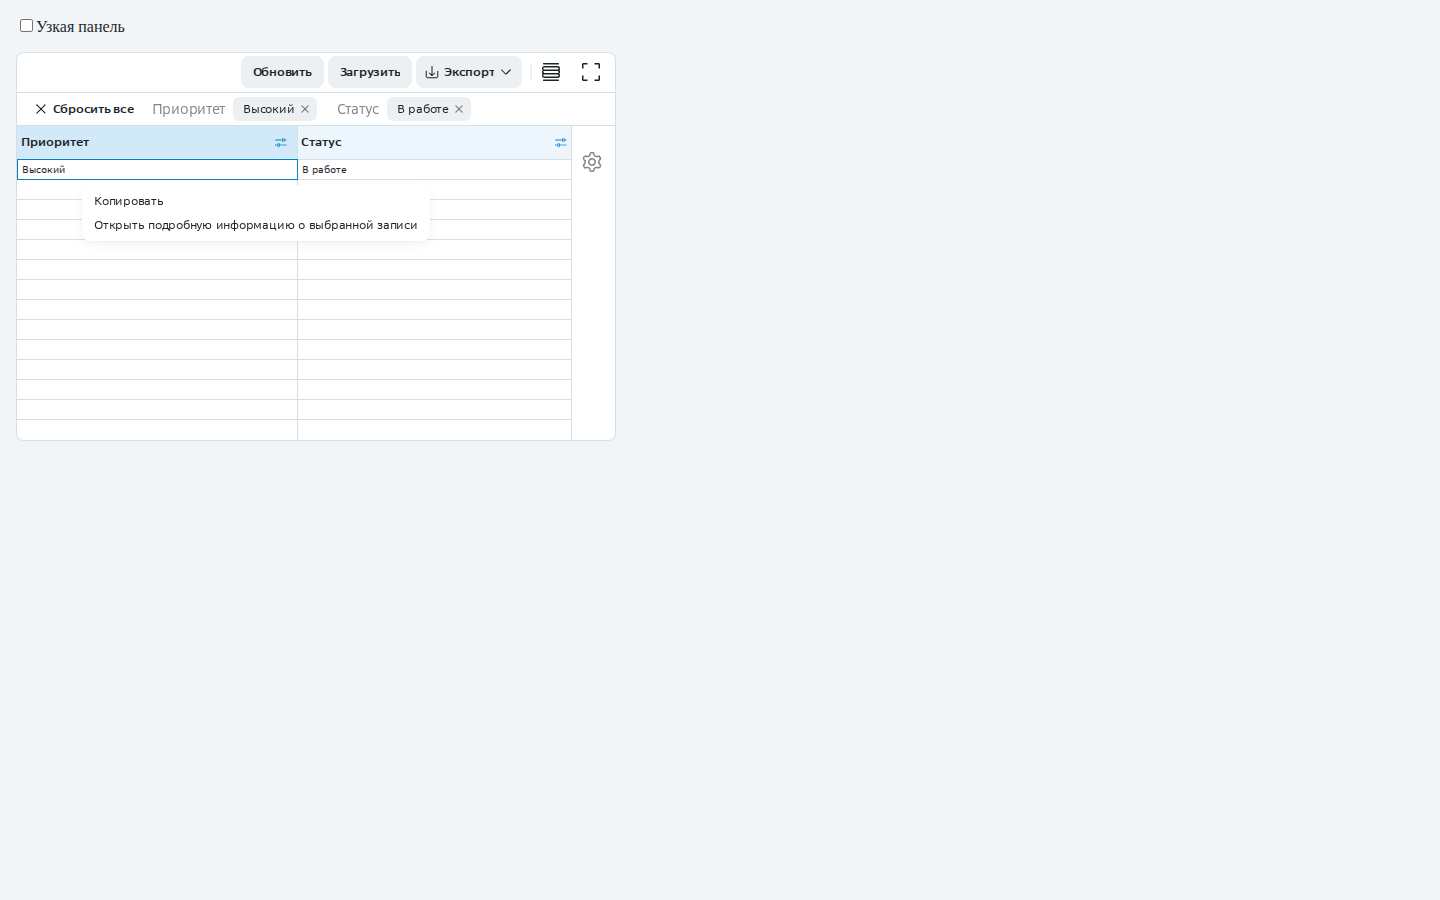 Узкая панель
Обновить Загрузить Экспорт
Сбросить все Приоритет Высокий Статус В работе
Приоритет Статус
Высокий В работе
Копировать
Открыть подробную информацию о выбранной записи